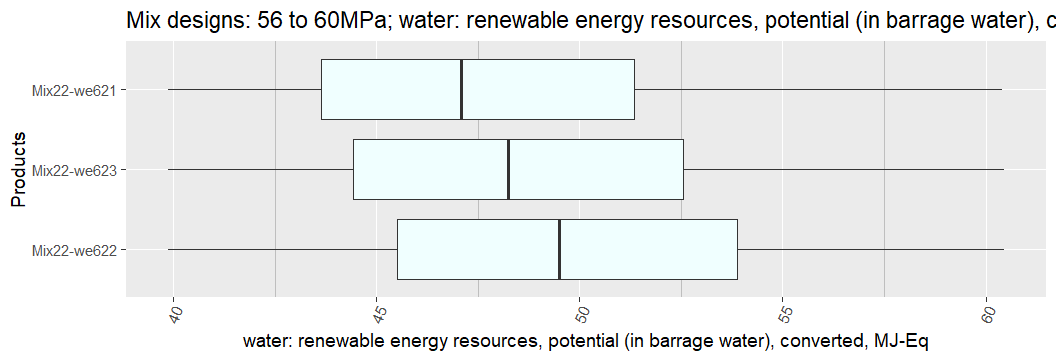 Mix designs: 56 to 60MPa; water: renewable energy resources, potential (in barrage water), c
Mix22-we621
Mix22-we623
Mix22-we622
Products
40
45
50
55
60
water: renewable energy resources, potential (in barrage water), converted, MJ-Eq